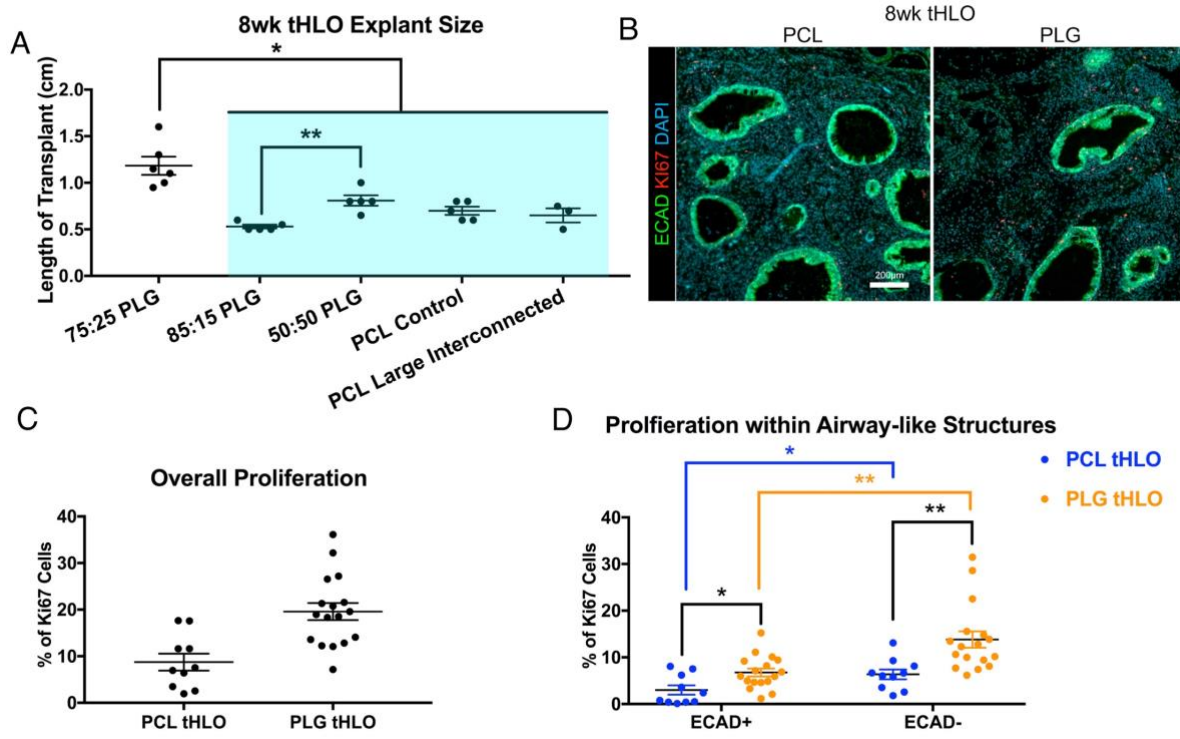 A
8wk tHLO Explant Size
*
**
Length of Transplant (cm)
2.0
1.5
1.0
0.5
0.0
75:25 PLG
85:15 PLG
50:50 PLG
PCL Control
PCL Large Interconnected
B
8wk tHLO
PCL
PLG
ECAD KI67 DAPI
200µm
C
Overall Proliferation
% of Ki67 Cells
40
30
20
10
0
PCL tHLO
PLG tHLO
D
Prolfieration within Airway-like Structures
*
**
**
*
PCL tHLO
PLG tHLO
% of Ki67 Cells
40
30
20
10
0
ECAD+
ECAD-